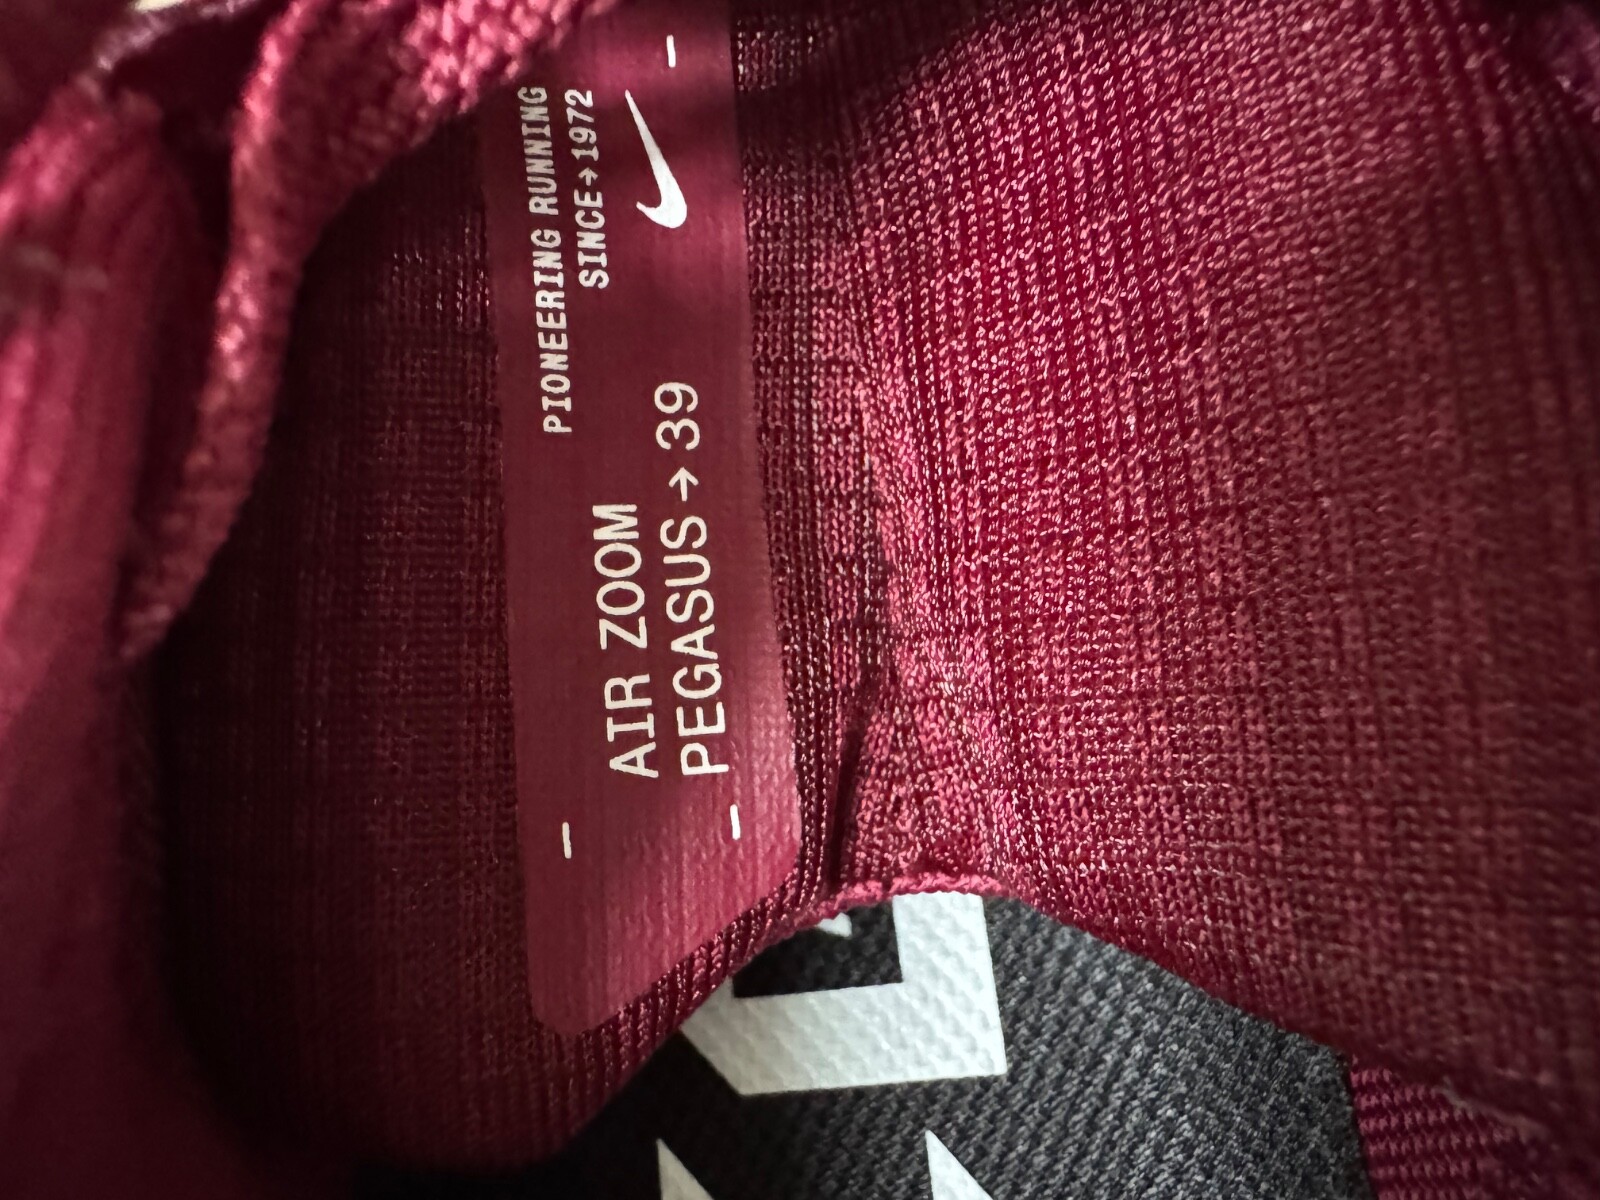 PIONEERING RUNNING
SINCE→1972
AIR ZOOM
PEGASUS→39